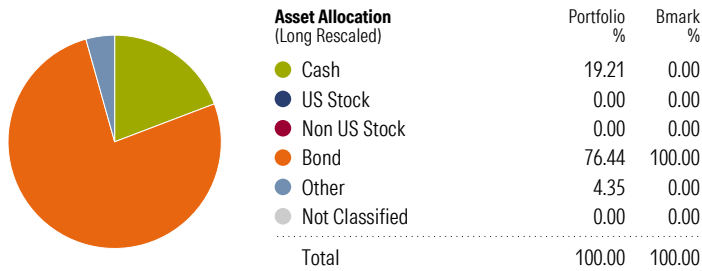 Asset Allocation Portfolio Bmark
(Long Rescaled) % %
Cash 19.21 0.00
US Stock 0.00 0.00
Non US Stock 0.00 0.00
Bond 76.44 100.00
Other 4.35 0.00
Not Classified 0.00 0.00
Total 100.00 100.00